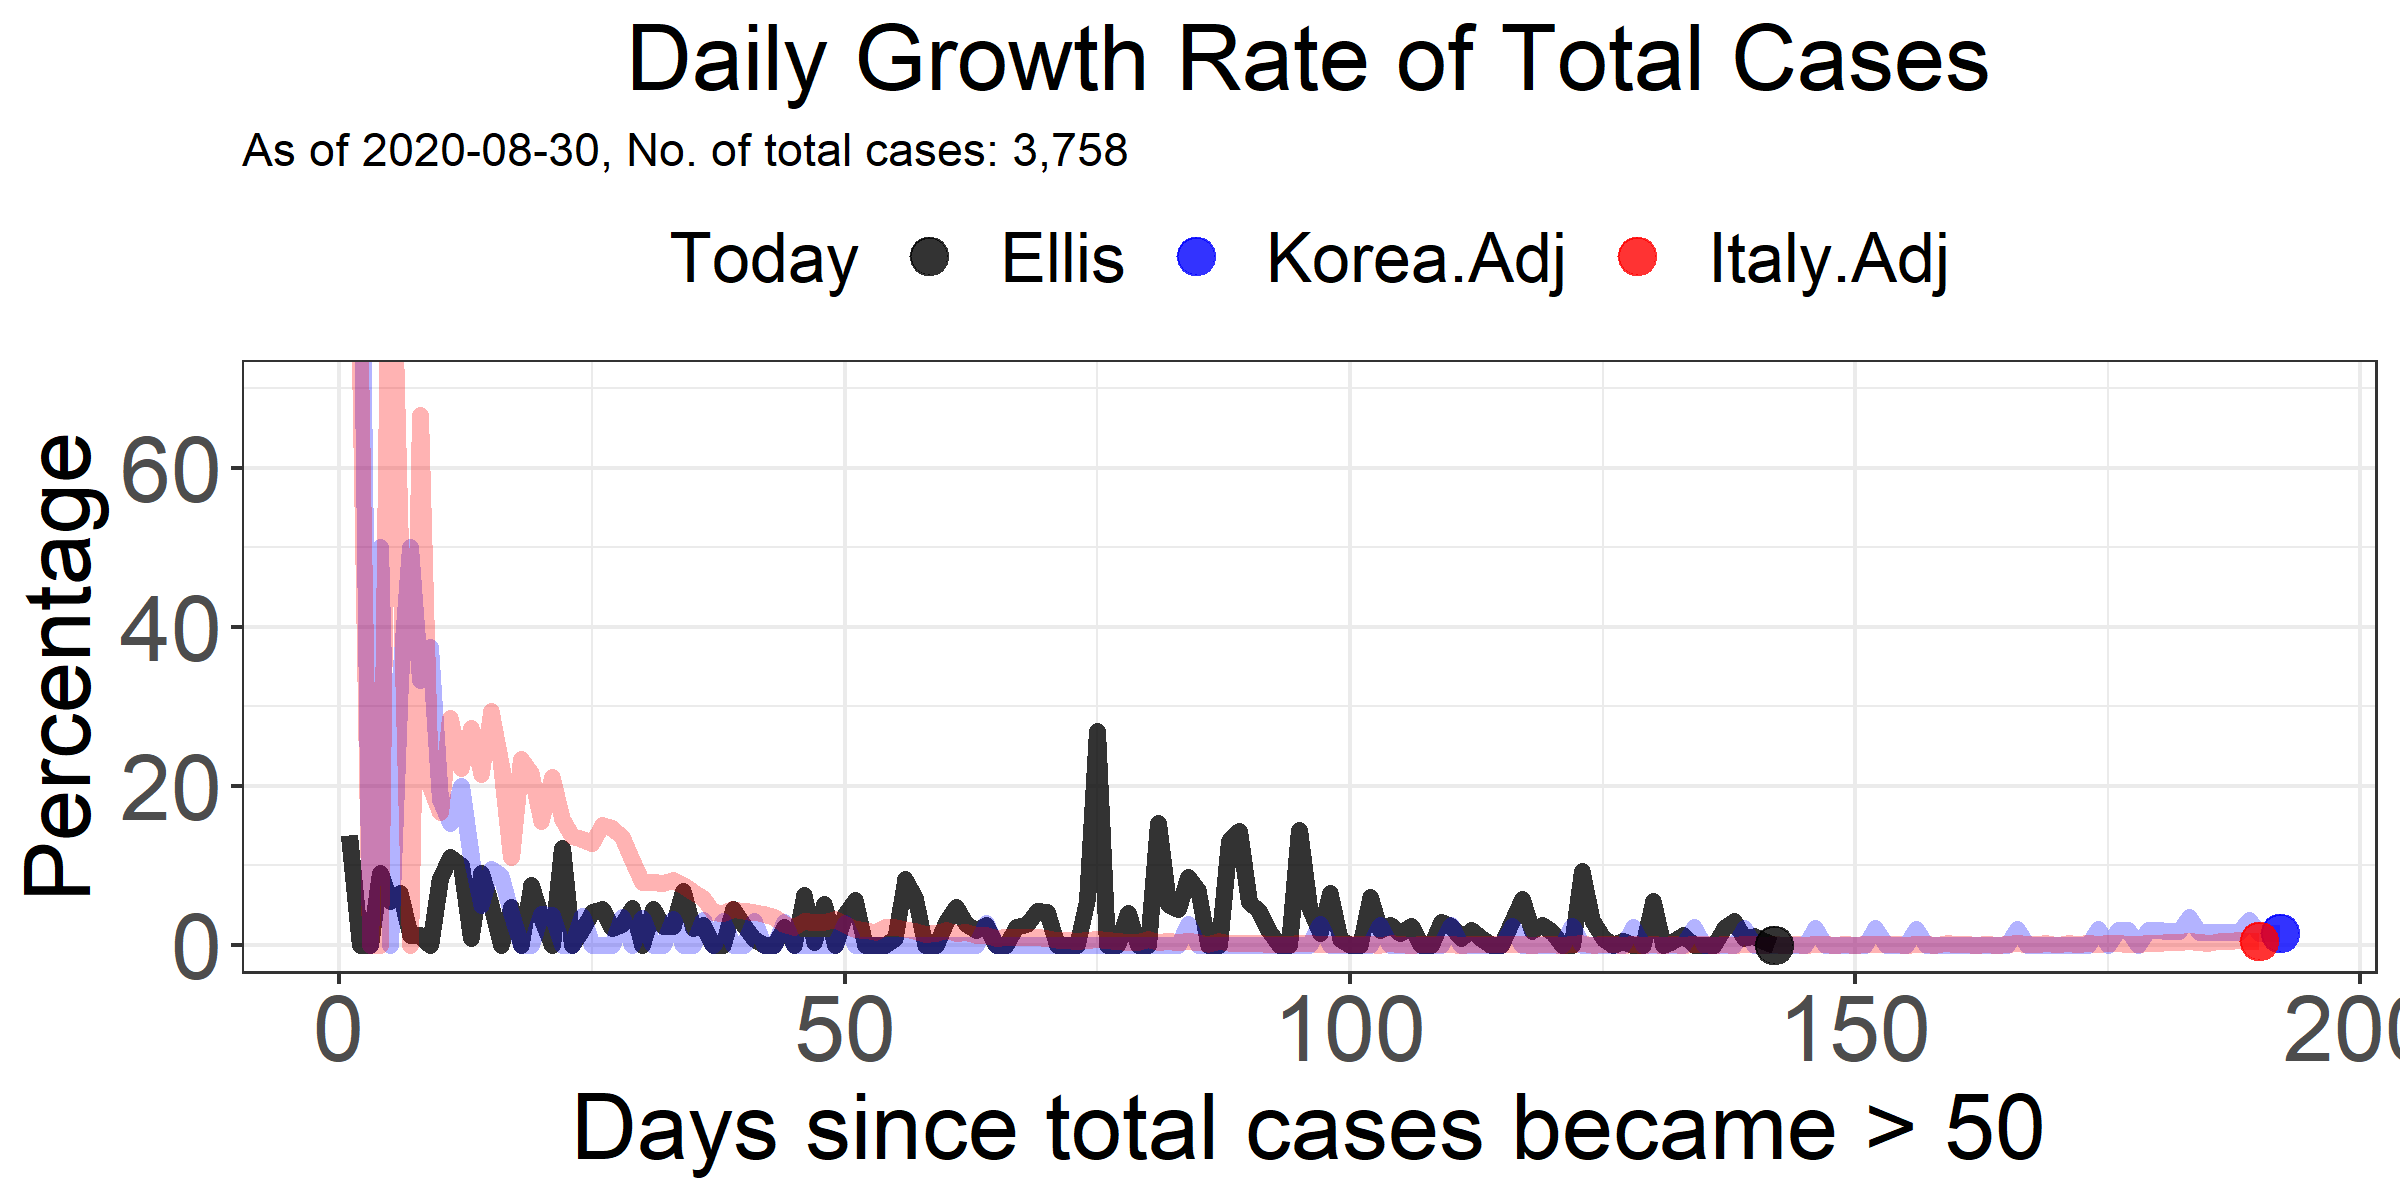 Daily Growth Rate of Total Cases
As of 2020-08-30, No. of total cases: 3,758
Today Ellis Korea.Adj Italy.Adj
Percentage
60
40
20
0
0 50 100 150 200
Days since total cases became > 50